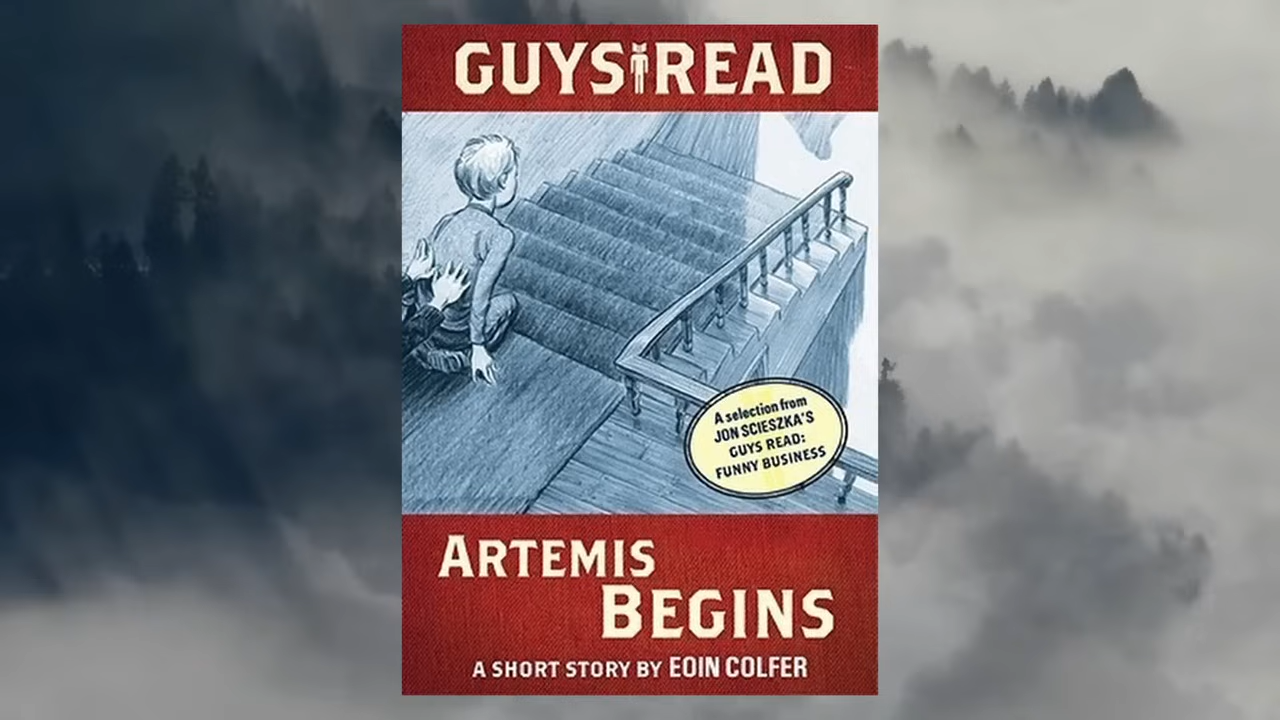 GUYS READ
A selection from
JON SCIESZKA'S
GUYS READ:
FUNNY BUSINESS
ARTEMIS
BEGINS
A SHORT STORY BY EOIN COLFER